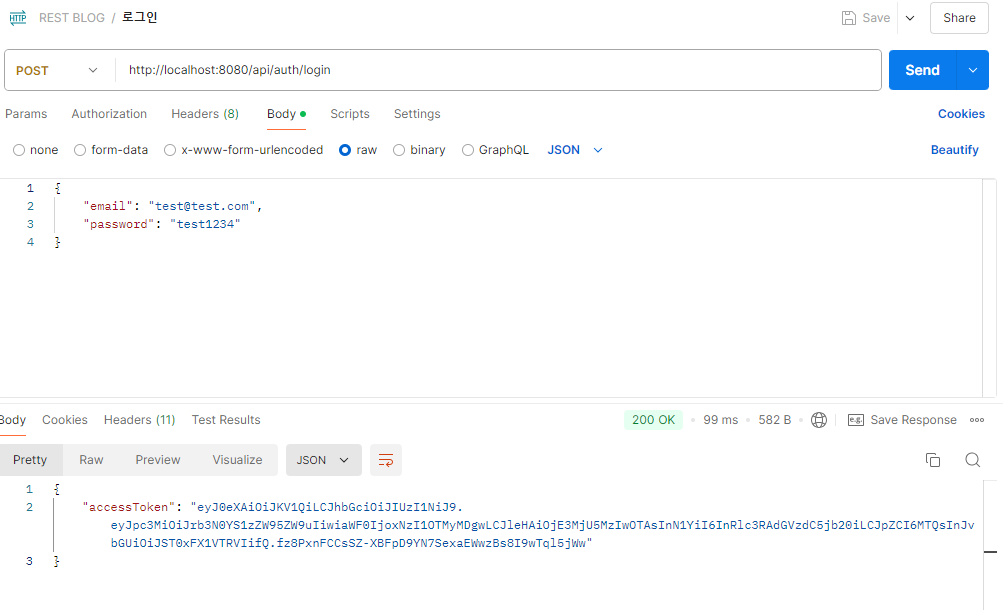 HTTP REST BLOG / 로그인 Save Share
POST http://localhost:8080/api/auth/login Send
Params Authorization Headers (8) Body Scripts Settings Cookies
none form-data x-www-form-urlencoded raw binary GraphQL JSON Beautify
1 {
2 "email": "test@test.com",
3 "password": "test1234"
4 }
Body Cookies Headers (11) Test Results 200 OK 99 ms 582 B e.g. Save Response
Pretty Raw Preview Visualize JSON
1 {
2 "accessToken": "eyJ0eXAiOiJKV1QiLCJhbGciOiJIUzI1NiJ9.
eyJpc3MiOiJrb3N0YS1zZW95ZW9uIiwiaWF0IjoxNzI1OTMyMDgwLCJleHAiOjE3MjU5MzIwOTAsInN1YiI6InRlc3RAdGVzdC5jb20iLCJpZCI6MTQsInJv
bGUiOiJST0xFX1VTRVIifQ.fz8PxnFCCsSZ-XBFpD9YN7SexaEWwzBs8I9wTql5jWw"
3 }